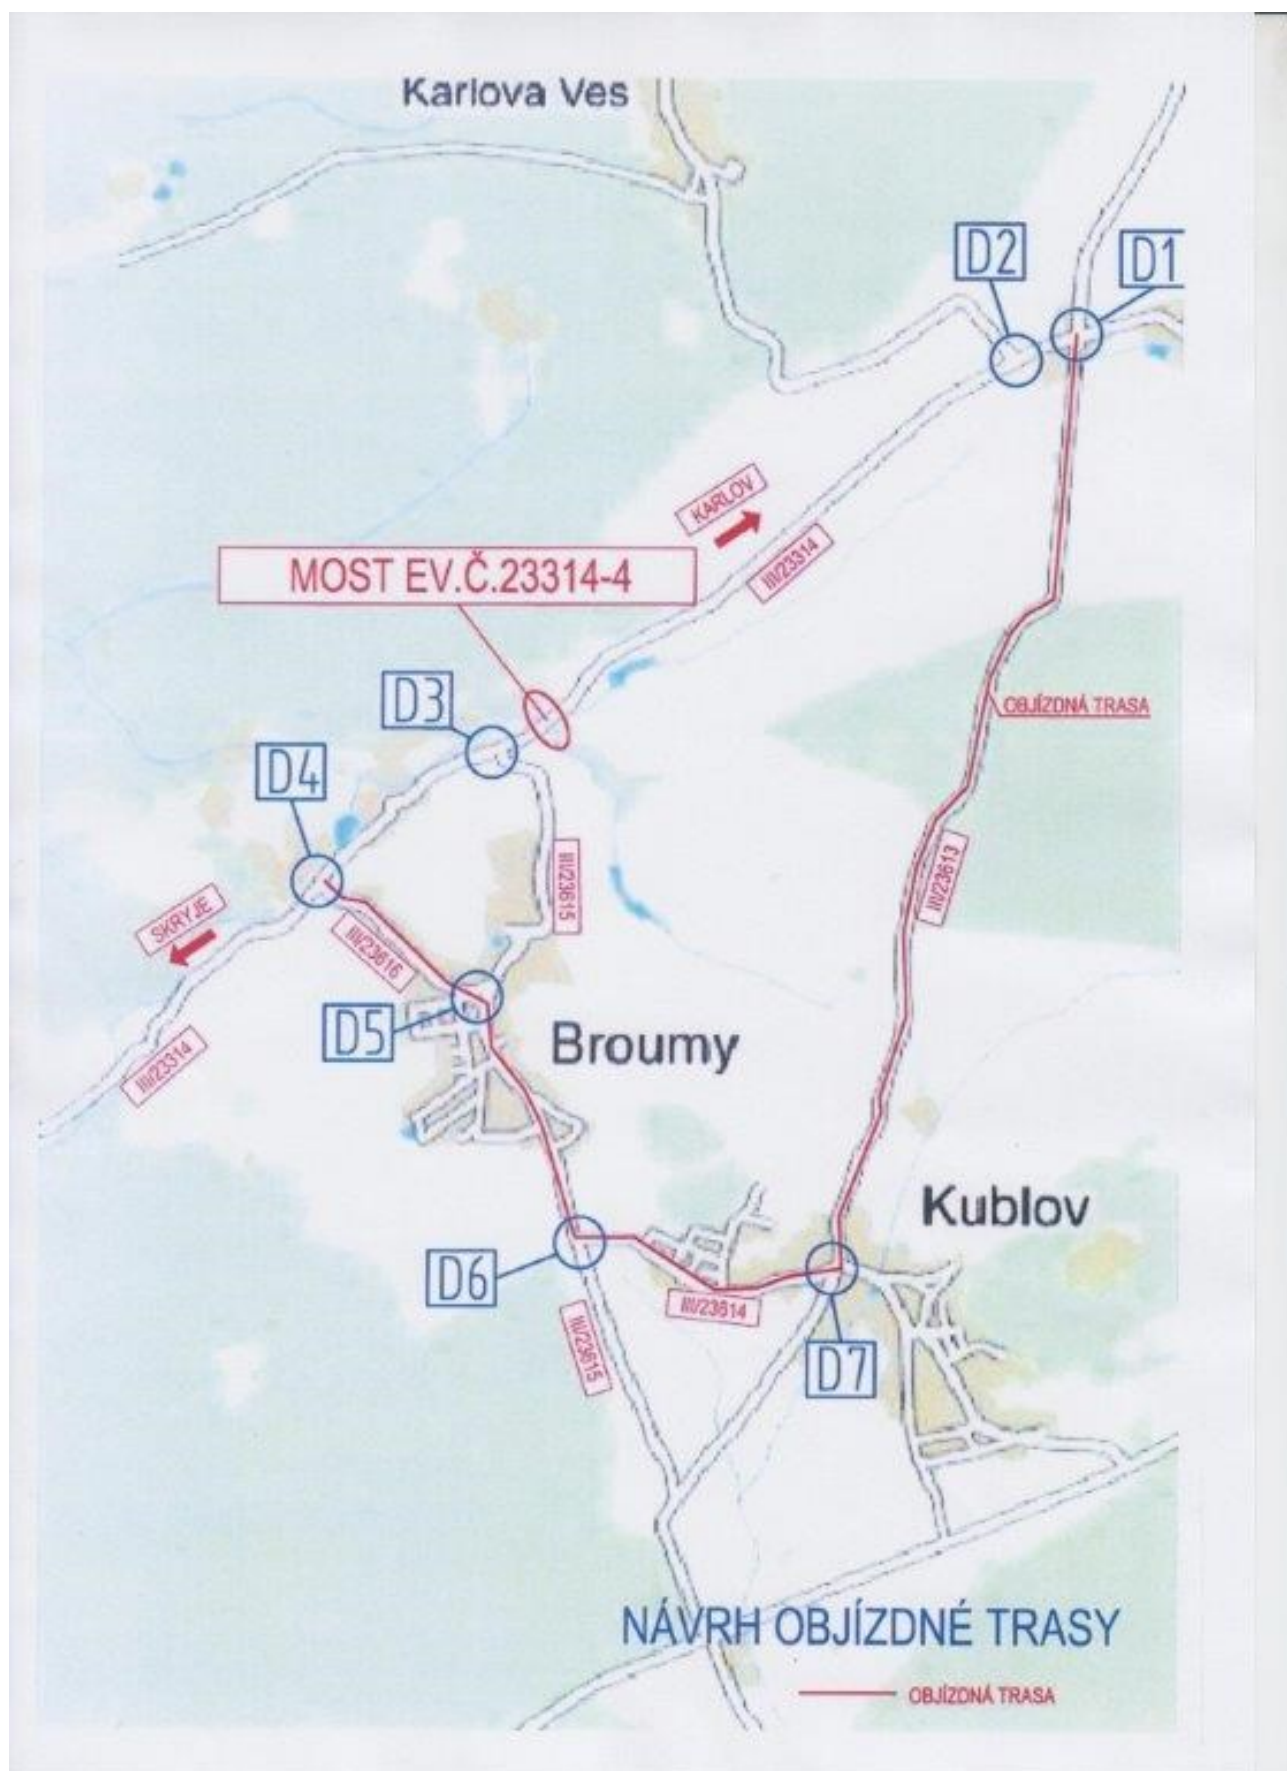 Karlova Ves
D2
D1
KARLOV
III/23314
MOST EV.Č.23314-4
D3
OBJÍZDNÁ TRASA
D4
III/23615
III/23613
SKRYJE
III/23616
D5
Broumy
III/23314
Kublov
D6
III/23614
III/23615
D7
NÁVRH OBJÍZDNÉ TRASY
OBJÍZDNÁ TRASA